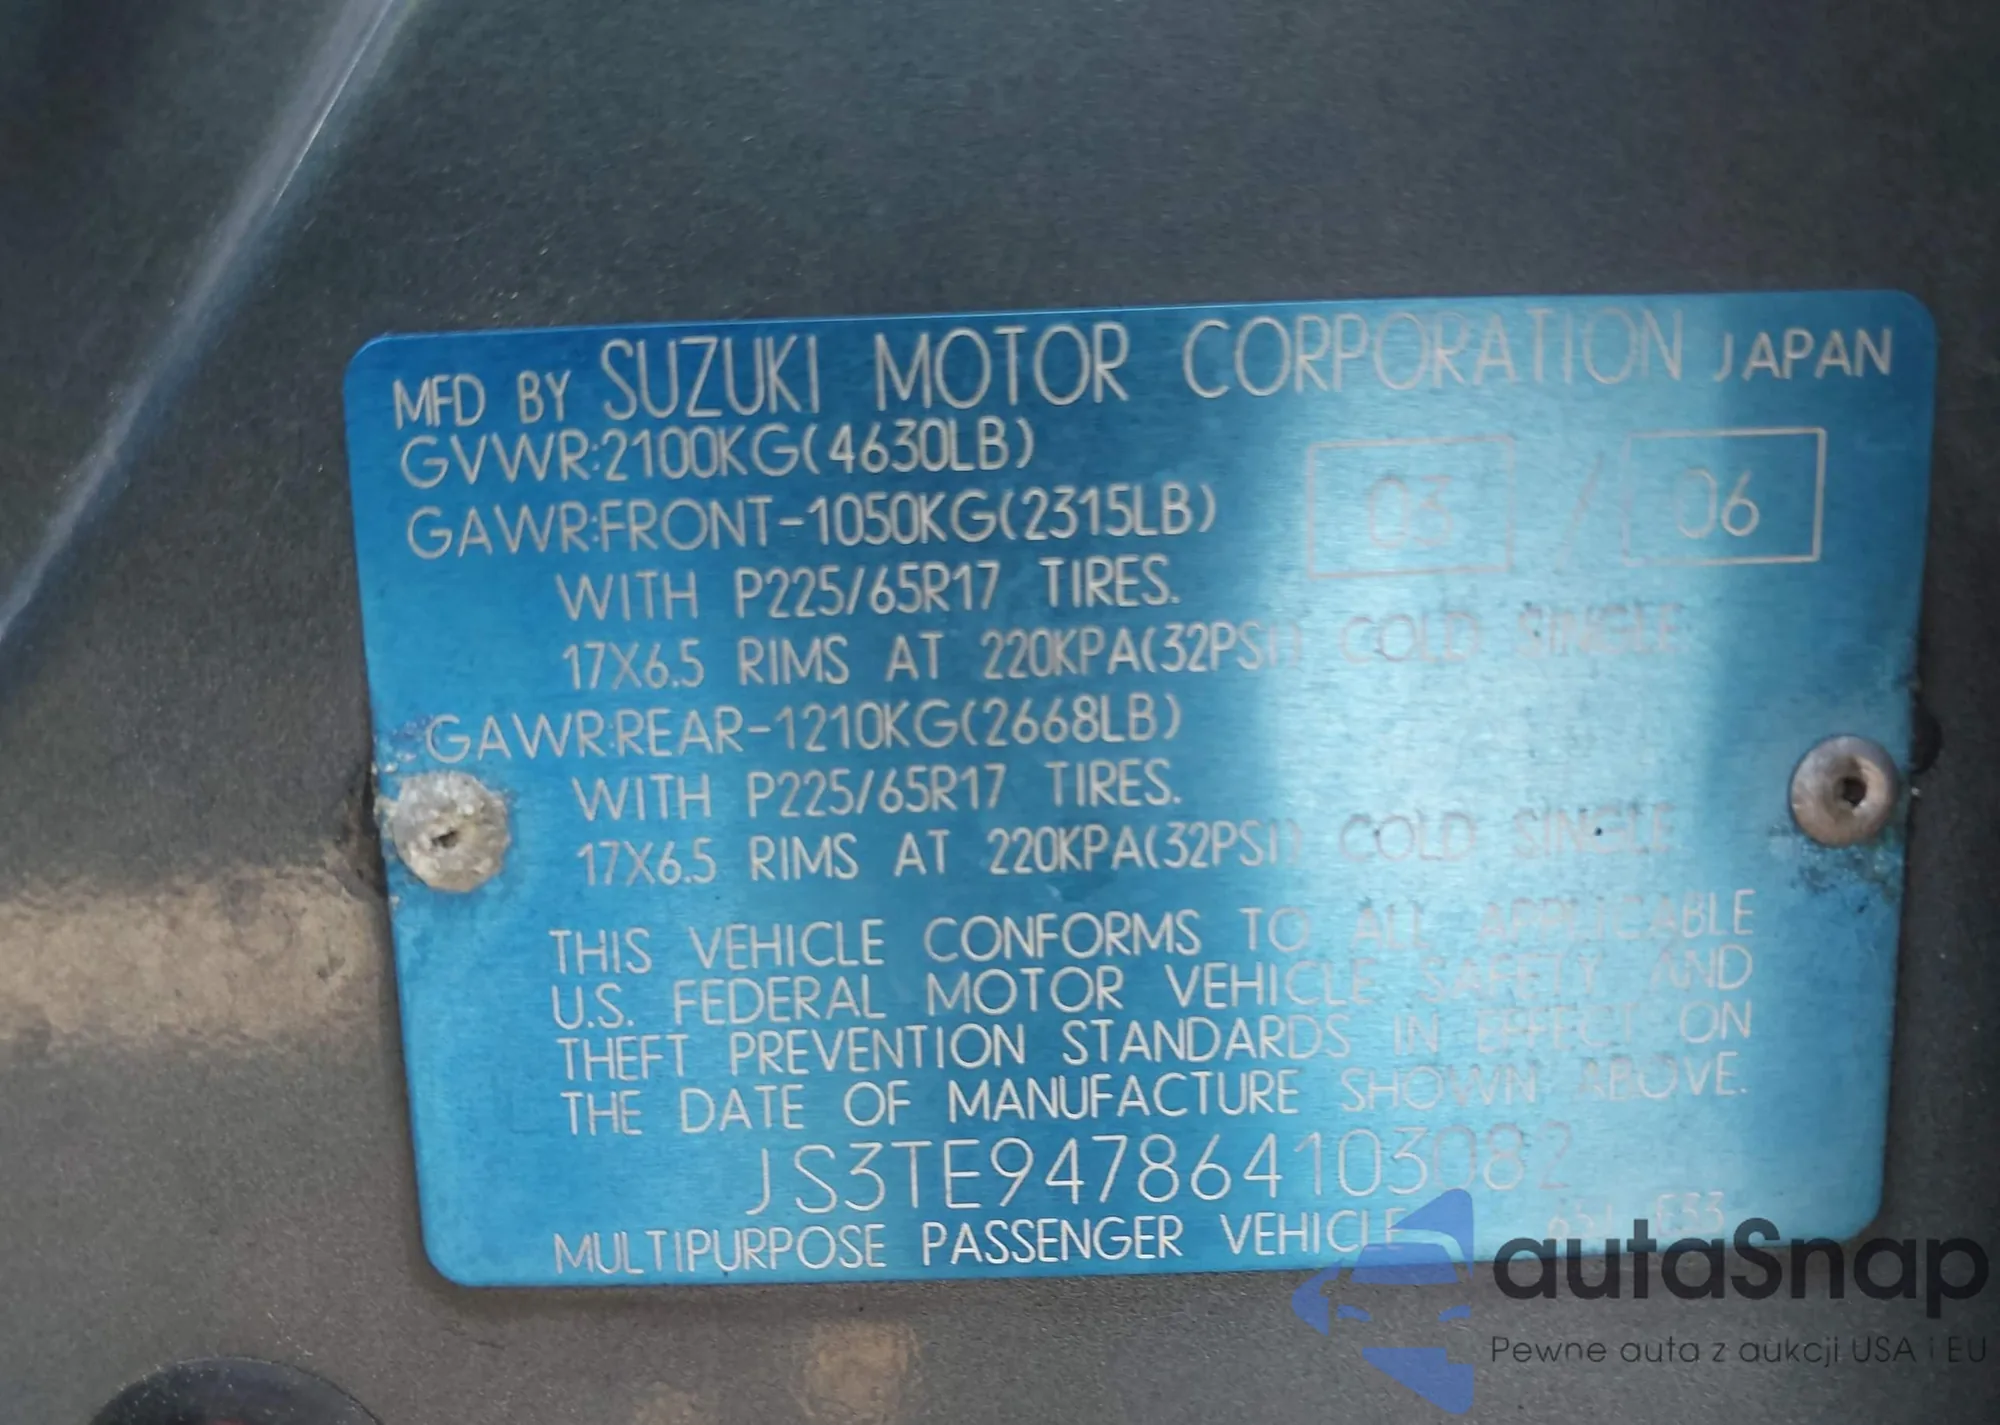 MFD BY SUZUKI MOTOR CORPORATION JAPAN
GVWR:2100KG(4630LB)
03 / 06
GAWR:FRONT-1050KG(2315LB)
WITH P225/65R17 TIRES.
17X6.5 RIMS AT 220KPA(32PSI) COLD SINGLE
GAWR:REAR-1210KG(2668LB)
WITH P225/65R17 TIRES.
17X6.5 RIMS AT 220KPA(32PSI) COLD SINGLE
THIS VEHICLE CONFORMS TO ALL APPLICABLE
U.S. FEDERAL MOTOR VEHICLE SAFETY AND
THEFT PREVENTION STANDARDS IN EFFECT ON
THE DATE OF MANUFACTURE SHOWN ABOVE.
JS3TE947864103082
MULTIPURPOSE PASSENGER VEHICLE
autaSnap
Pewne auta z aukcji USA i EU